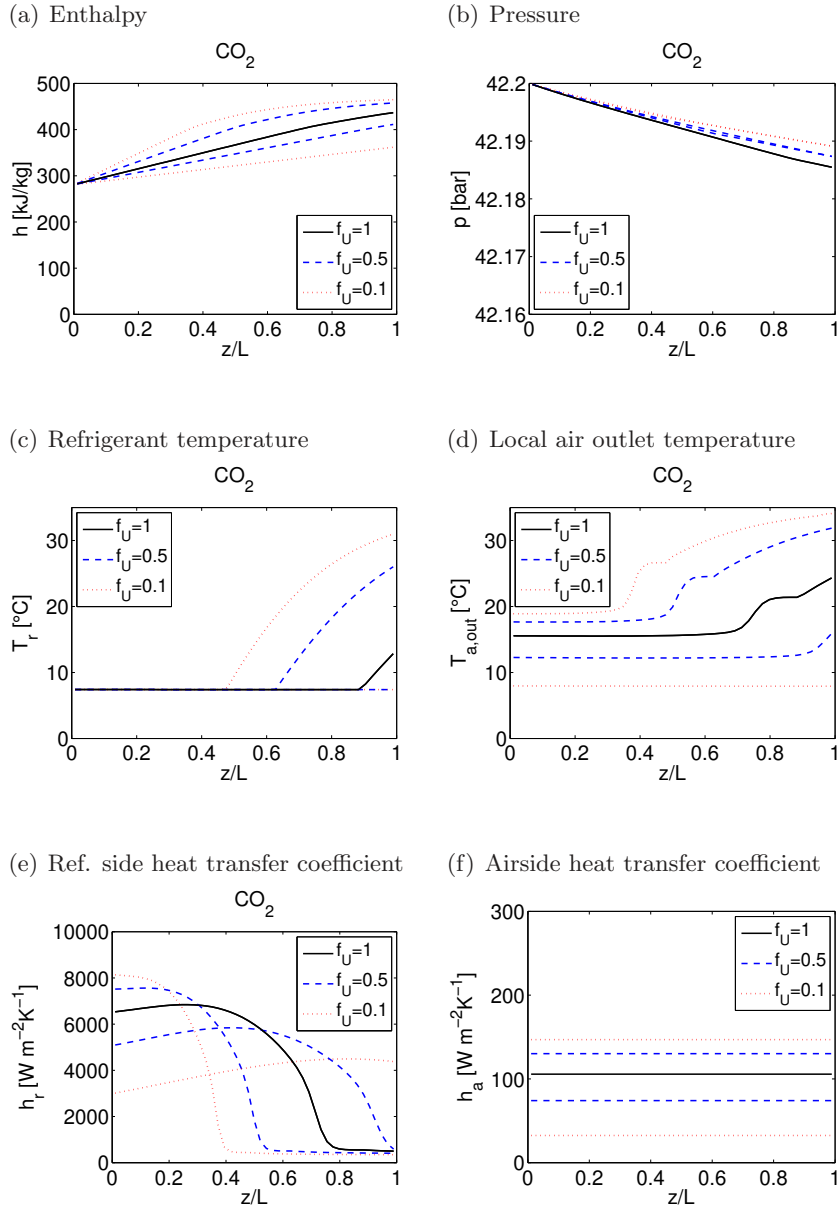 (a) Enthalpy
CO2
500
400
300
200
100
0
h [kJ/kg]
0 0.2 0.4 0.6 0.8 1
z/L
fU=1
fU=0.5
fU=0.1
(b) Pressure
CO2
42.2
42.19
42.18
42.17
42.16
p [bar]
0 0.2 0.4 0.6 0.8 1
z/L
fU=1
fU=0.5
fU=0.1
(c) Refrigerant temperature
CO2
30
20
10
0
Tr [°C]
0 0.2 0.4 0.6 0.8 1
z/L
fU=1
fU=0.5
fU=0.1
(d) Local air outlet temperature
CO2
30
20
10
0
Ta,out [°C]
0 0.2 0.4 0.6 0.8 1
z/L
fU=1
fU=0.5
fU=0.1
(e) Ref. side heat transfer coefficient
CO2
10000
8000
6000
4000
2000
0
hr [W m−2K−1]
0 0.2 0.4 0.6 0.8 1
z/L
fU=1
fU=0.5
fU=0.1
(f) Airside heat transfer coefficient
300
200
100
0
ha [W m−2K−1]
0 0.2 0.4 0.6 0.8 1
z/L
fU=1
fU=0.5
fU=0.1